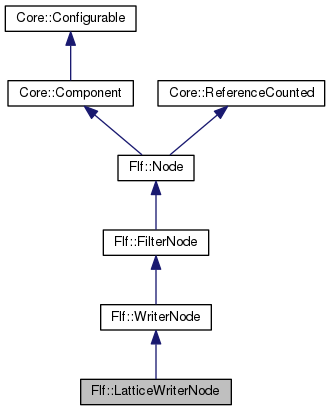 Core::Configurable
Core::Component
Core::ReferenceCounted
Flf::Node
Flf::FilterNode
Flf::WriterNode
Flf::LatticeWriterNode